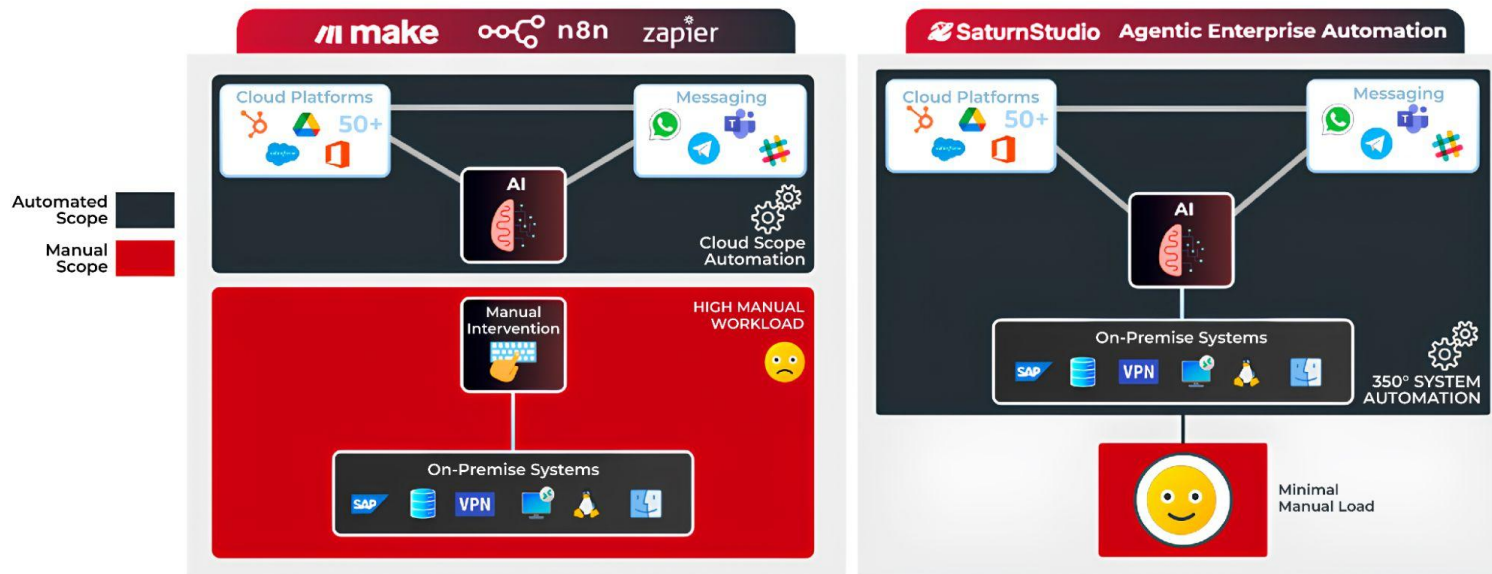 make
n8n
zapier
Cloud Platforms
50+
salesforce
Messaging
T
AI
Cloud Scope
Automation
Automated
Scope
Manual
Scope
Manual
Intervention
HIGH MANUAL
WORKLOAD
On-Premise Systems
SAP
VPN
SaturnStudio Agentic Enterprise Automation
Cloud Platforms
50+
salesforce
Messaging
T
AI
On-Premise Systems
SAP
VPN
350° SYSTEM
AUTOMATION
Minimal
Manual Load